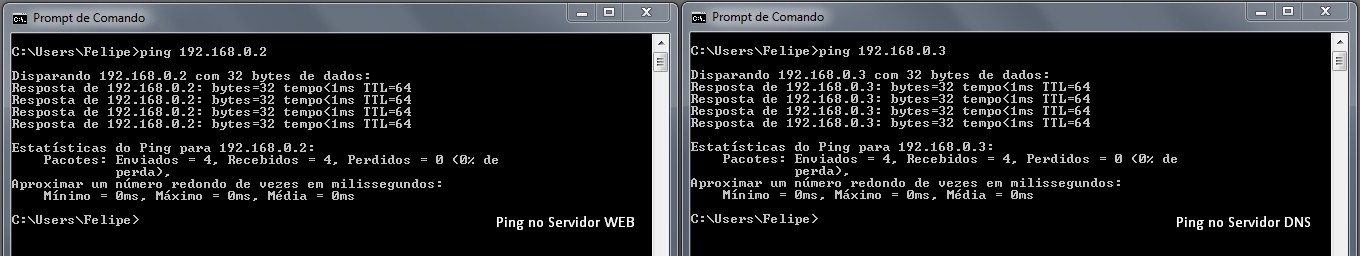 Prompt de Comando
C:\Users\Felipe>ping 192.168.0.2
Disparando 192.168.0.2 com 32 bytes de dados:
Resposta de 192.168.0.2: bytes=32 tempo<1ms TTL=64
Resposta de 192.168.0.2: bytes=32 tempo<1ms TTL=64
Resposta de 192.168.0.2: bytes=32 tempo<1ms TTL=64
Resposta de 192.168.0.2: bytes=32 tempo<1ms TTL=64
Estatísticas do Ping para 192.168.0.2:
Pacotes: Enviados = 4, Recebidos = 4, Perdidos = 0 (0% de
perda),
Aproximar um número redondo de vezes em milissegundos:
Mínimo = 0ms, Máximo = 0ms, Média = 0ms
C:\Users\Felipe>
Ping no Servidor WEB
Prompt de Comando
C:\Users\Felipe>ping 192.168.0.3
Disparando 192.168.0.3 com 32 bytes de dados:
Resposta de 192.168.0.3: bytes=32 tempo<1ms TTL=64
Resposta de 192.168.0.3: bytes=32 tempo<1ms TTL=64
Resposta de 192.168.0.3: bytes=32 tempo<1ms TTL=64
Resposta de 192.168.0.3: bytes=32 tempo<1ms TTL=64
Estatísticas do Ping para 192.168.0.3:
Pacotes: Enviados = 4, Recebidos = 4, Perdidos = 0 (0% de
perda),
Aproximar um número redondo de vezes em milissegundos:
Mínimo = 0ms, Máximo = 0ms, Média = 0ms
C:\Users\Felipe>
Ping no Servidor DNS